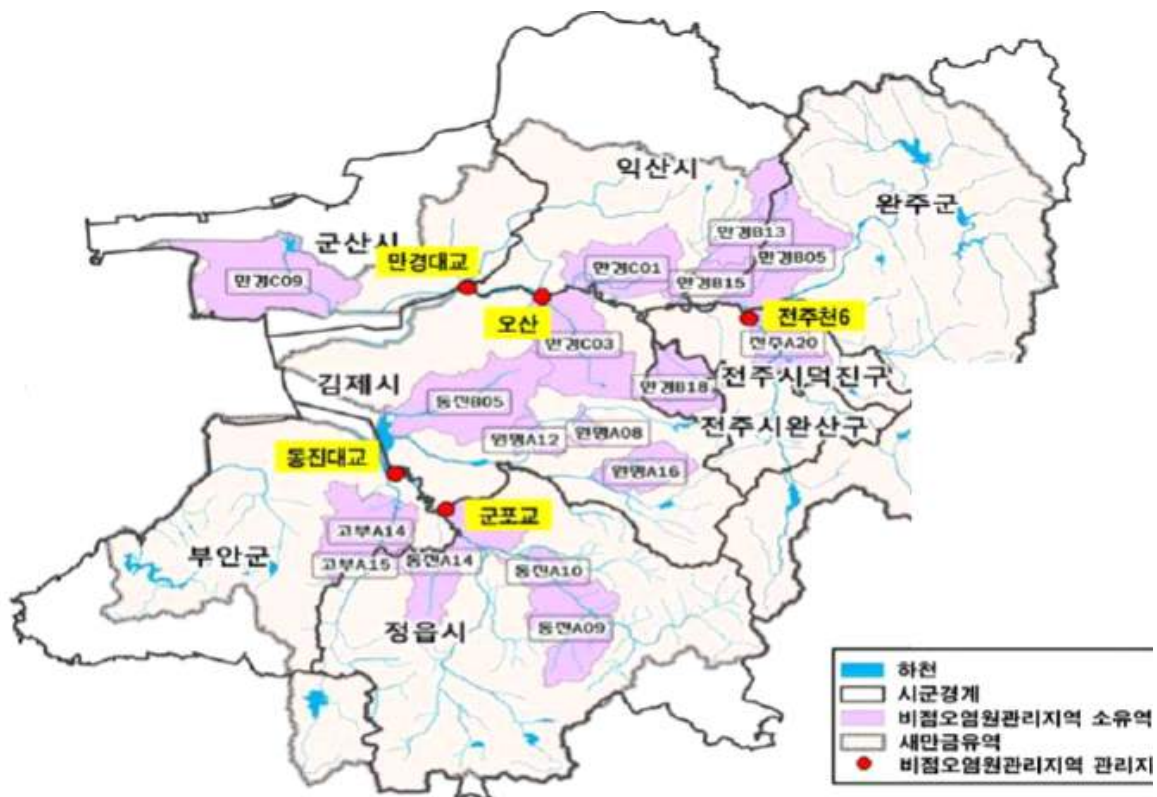 익산시
완주군
군산시
만경대교
만경B13
만경B05
만경C01
만경B15
만경C09
오산
전주천6
만경C03
전주A20
김제시
만경B18
전주시덕진구
동진B05
전주시완산구
원평A12
원평A08
동진대교
원평A16
군포교
고부A14
부안군
고부A15
동진A14
동진A10
정읍시
동진A09
하천
시군경계
비점오염원관리지역 소유역
새만금유역
비점오염원관리지역 관리지